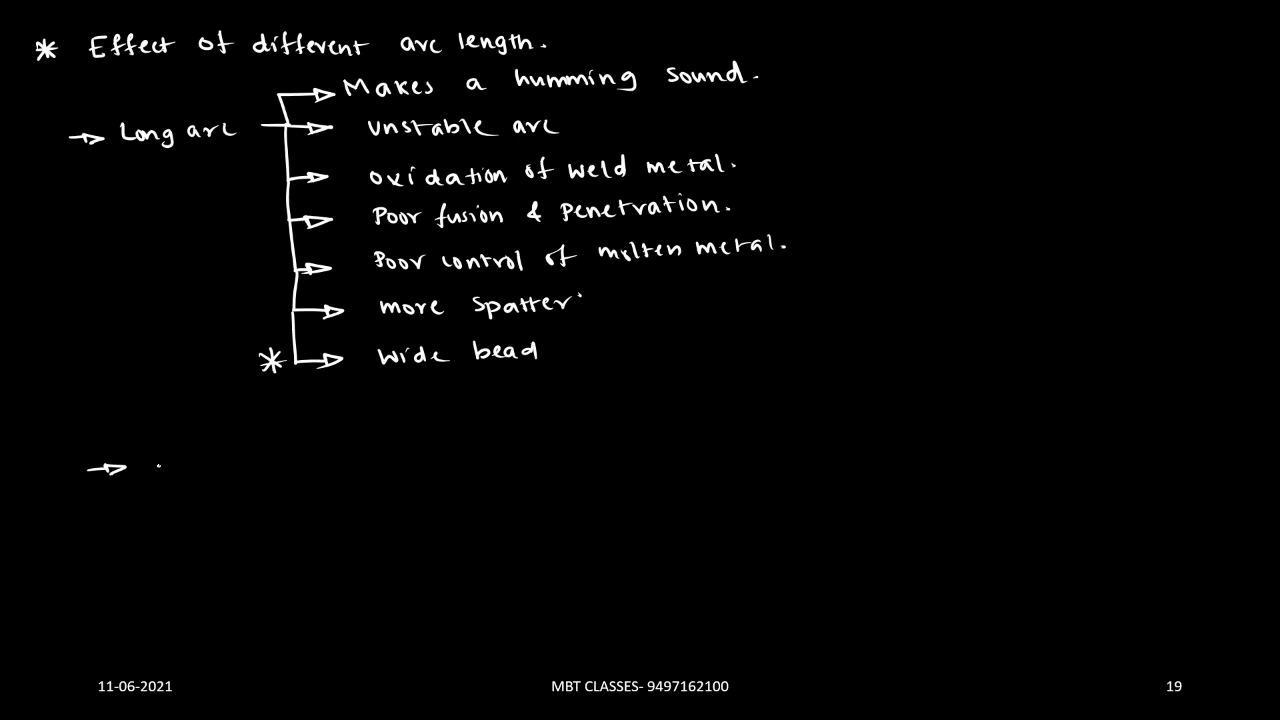 * Effect of different arc length.
→ Long arc → Makes a humming sound.
→ unstable arc
→ oxidation of weld metal.
→ Poor fusion & penetration.
→ Poor control of molten metal.
→ more spatter
* → wide bead
→
11-06-2021 MBT CLASSES- 9497162100 19